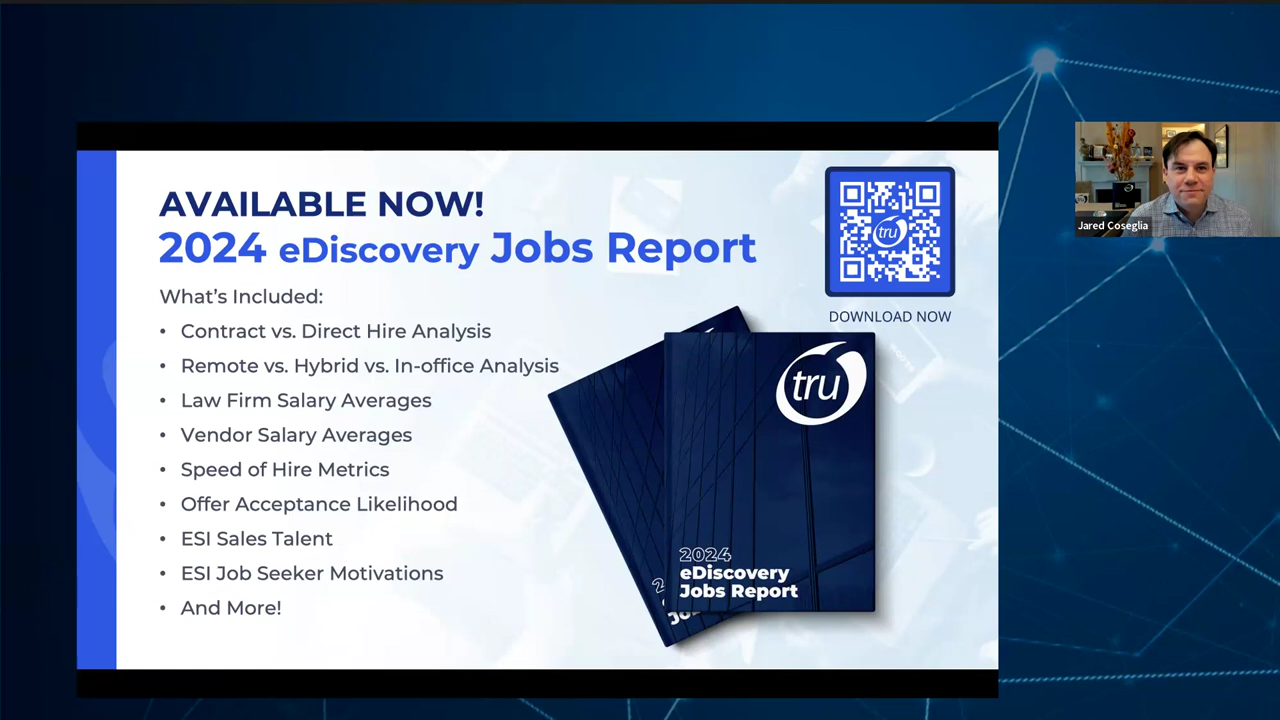 AVAILABLE NOW!
2024 eDiscovery Jobs Report
What's Included:
• Contract vs. Direct Hire Analysis
• Remote vs. Hybrid vs. In-office Analysis
• Law Firm Salary Averages
• Vendor Salary Averages
• Speed of Hire Metrics
• Offer Acceptance Likelihood
• ESI Sales Talent
• ESI Job Seeker Motivations
• And More!
tru
DOWNLOAD NOW
tru
2024
eDiscovery
Jobs Report
Jared Coseglia